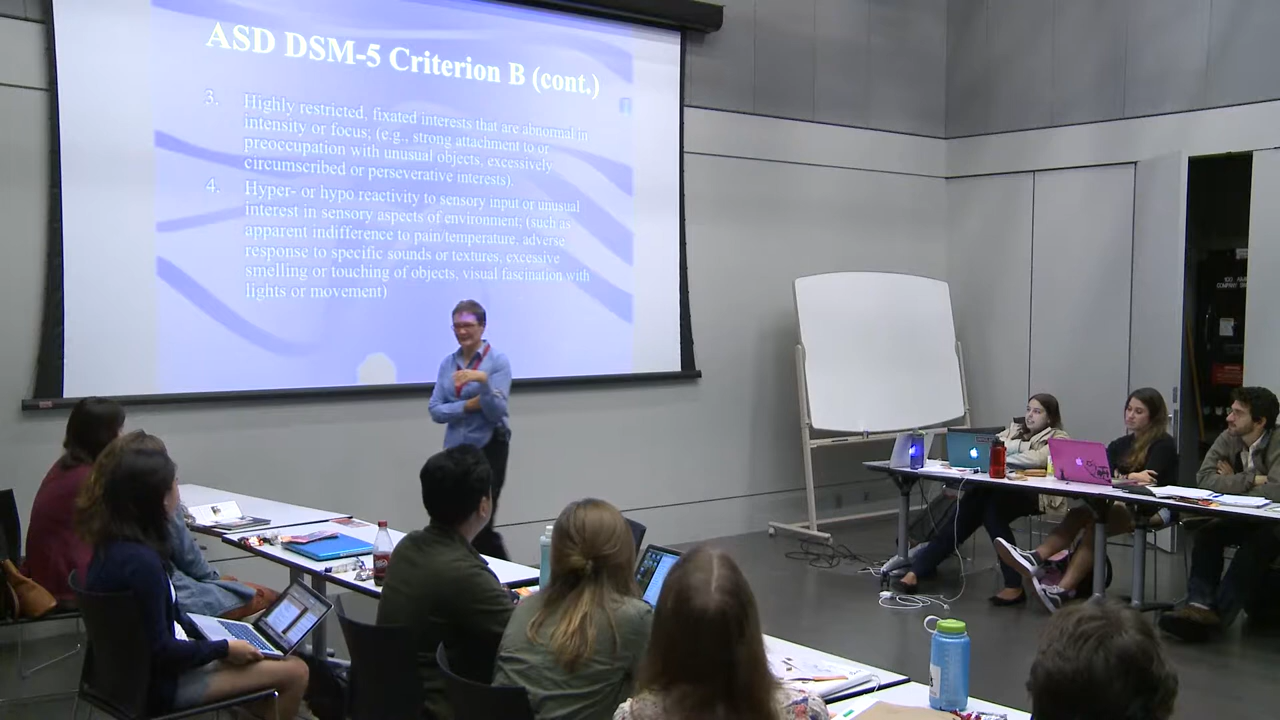 ASD DSM-5 Criterion B (cont.)
3. Highly restricted, fixated interests that are abnormal in
intensity or focus; (e.g., strong attachment to or
preoccupation with unusual objects, excessively
circumscribed or perseverative interests).
4. Hyper- or hypo reactivity to sensory input or unusual
interest in sensory aspects of environment; (such as
apparent indifference to pain/temperature, adverse
response to specific sounds or textures, excessive
smelling or touching of objects, visual fascination with
lights or movement)